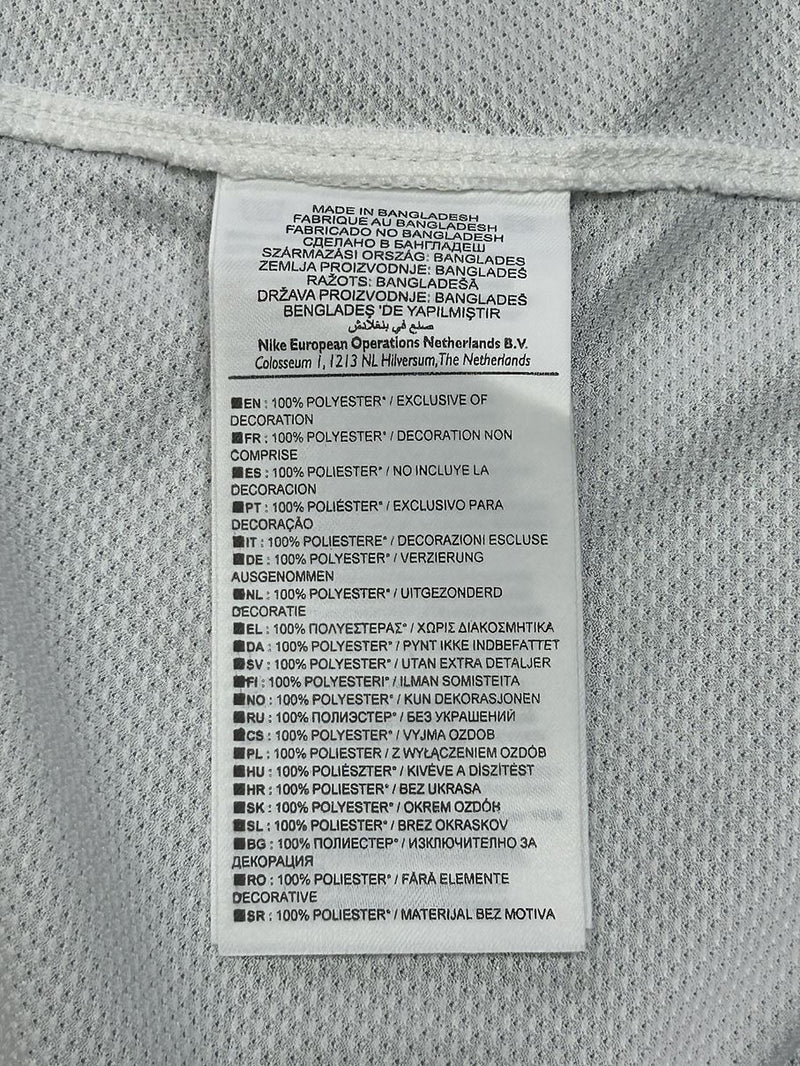 MADE IN BANGLADESH
FABRIQUE AU BANGLADESH
FABRICADO NO BANGLADESH
СДЕЛАНО В БАНГЛАДЕШ
SZÁRMAZÁSI ORSZÁG: BANGLADES
ZEMLJA PROIZVODNJE: BANGLADEŠ
RAŽOTS: BANGLADEŠĀ
DRŽAVA PROIZVODNJE: BANGLADEŠ
BENGLADEŞ 'DE YAPILMIŞTIR
صنع في بنغلادش
Nike European Operations Netherlands B.V.
Colosseum 1, 1213 NL Hilversum, The Netherlands
EN : 100% POLYESTER* / EXCLUSIVE OF
DECORATION
FR : 100% POLYESTER* / DECORATION NON
COMPRISE
ES : 100% POLIESTER* / NO INCLUYE LA
DECORACION
PT : 100% POLIÉSTER* / EXCLUSIVO PARA
DECORAÇÃO
IT : 100% POLIESTERE* / DECORAZIONI ESCLUSE
DE : 100% POLYESTER* / VERZIERUNG
AUSGENOMMEN
NL : 100% POLYESTER* / UITGEZONDERD
DECORATIE
EL : 100% ΠΟΛΥΕΣΤΕΡΑΣ* / ΧΩΡΙΣ ΔΙΑΚΟΣΜΗΤΙΚΑ
DA : 100% POLYESTER* / PYNT IKKE INDBEFATTET
SV : 100% POLYESTER* / UTAN EXTRA DETALJER
FI : 100% POLYESTERI* / ILMAN SOMISTEITA
NO : 100% POLYESTER* / KUN DEKORASJONEN
RU : 100% ПОЛИЭСТЕР* / БЕЗ УКРАШЕНИЙ
CS : 100% POLYESTER* / VYJMA OZDOB
PL : 100% POLIESTER / Z WYŁĄCZENIEM OZDÓB
HU : 100% POLIÉSZTER* / KIVÉVE A DÍSZÍTÉST
HR : 100% POLIESTER* / BEZ UKRASA
SK : 100% POLYESTER* / OKREM OZDÔB
SL : 100% POLIESTER* / BREZ OKRASKOV
BG : 100% ПОЛИЕСТЕР* / ИЗКЛЮЧИТЕЛНО ЗА
ДЕКОРАЦИЯ
RO : 100% POLIESTER* / FĂRĂ ELEMENTE
DECORATIVE
SR : 100% POLIESTER* / MATERIJAL BEZ MOTIVA